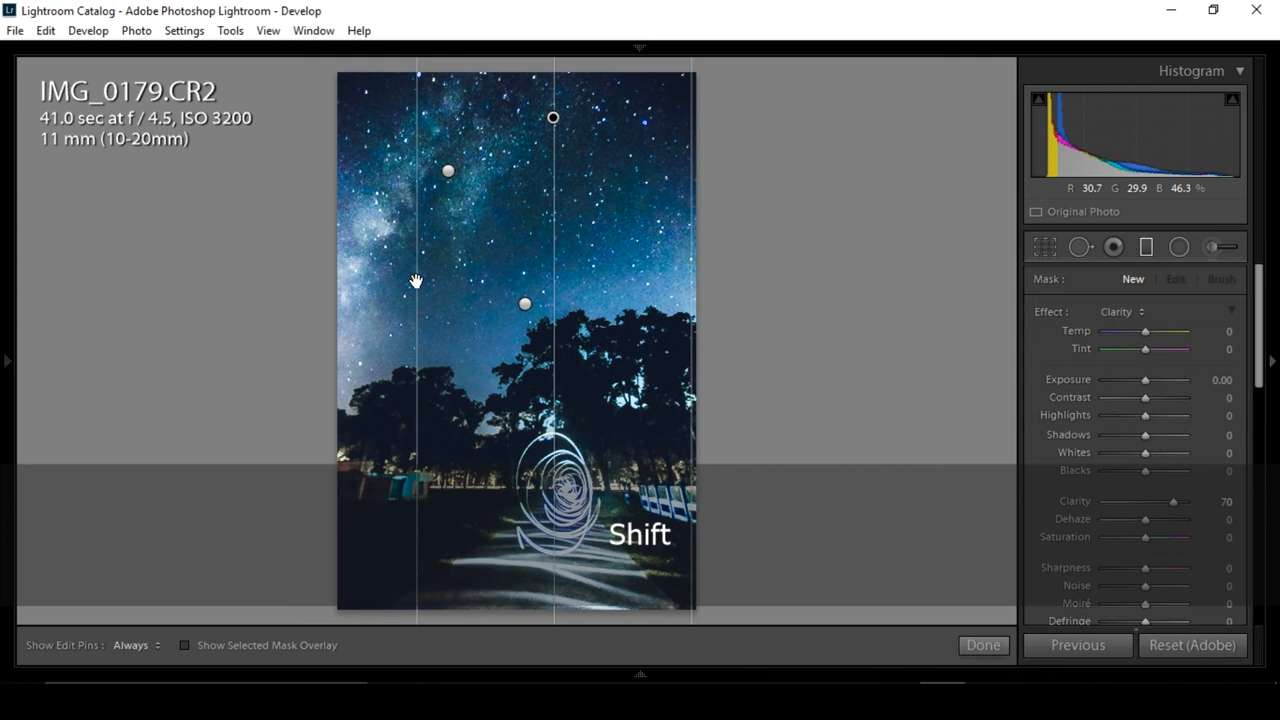 Lr Lightroom Catalog - Adobe Photoshop Lightroom - Develop
File Edit Develop Photo Settings Tools View Window Help
IMG_0179.CR2
41.0 sec at f / 4.5, ISO 3200
11 mm (10-20mm)
Shift
Show Edit Pins : Always Show Selected Mask Overlay Done
Histogram
R 30.7 G 29.9 B 46.3 %
Original Photo
Mask : New Edit Brush
Effect : Clarity
Temp 0
Tint 0
Exposure 0.00
Contrast 0
Highlights 0
Shadows 0
Whites 0
Blacks 0
Clarity 70
Dehaze 0
Saturation 0
Sharpness 0
Noise 0
Moiré 0
Defringe 0
Previous Reset (Adobe)